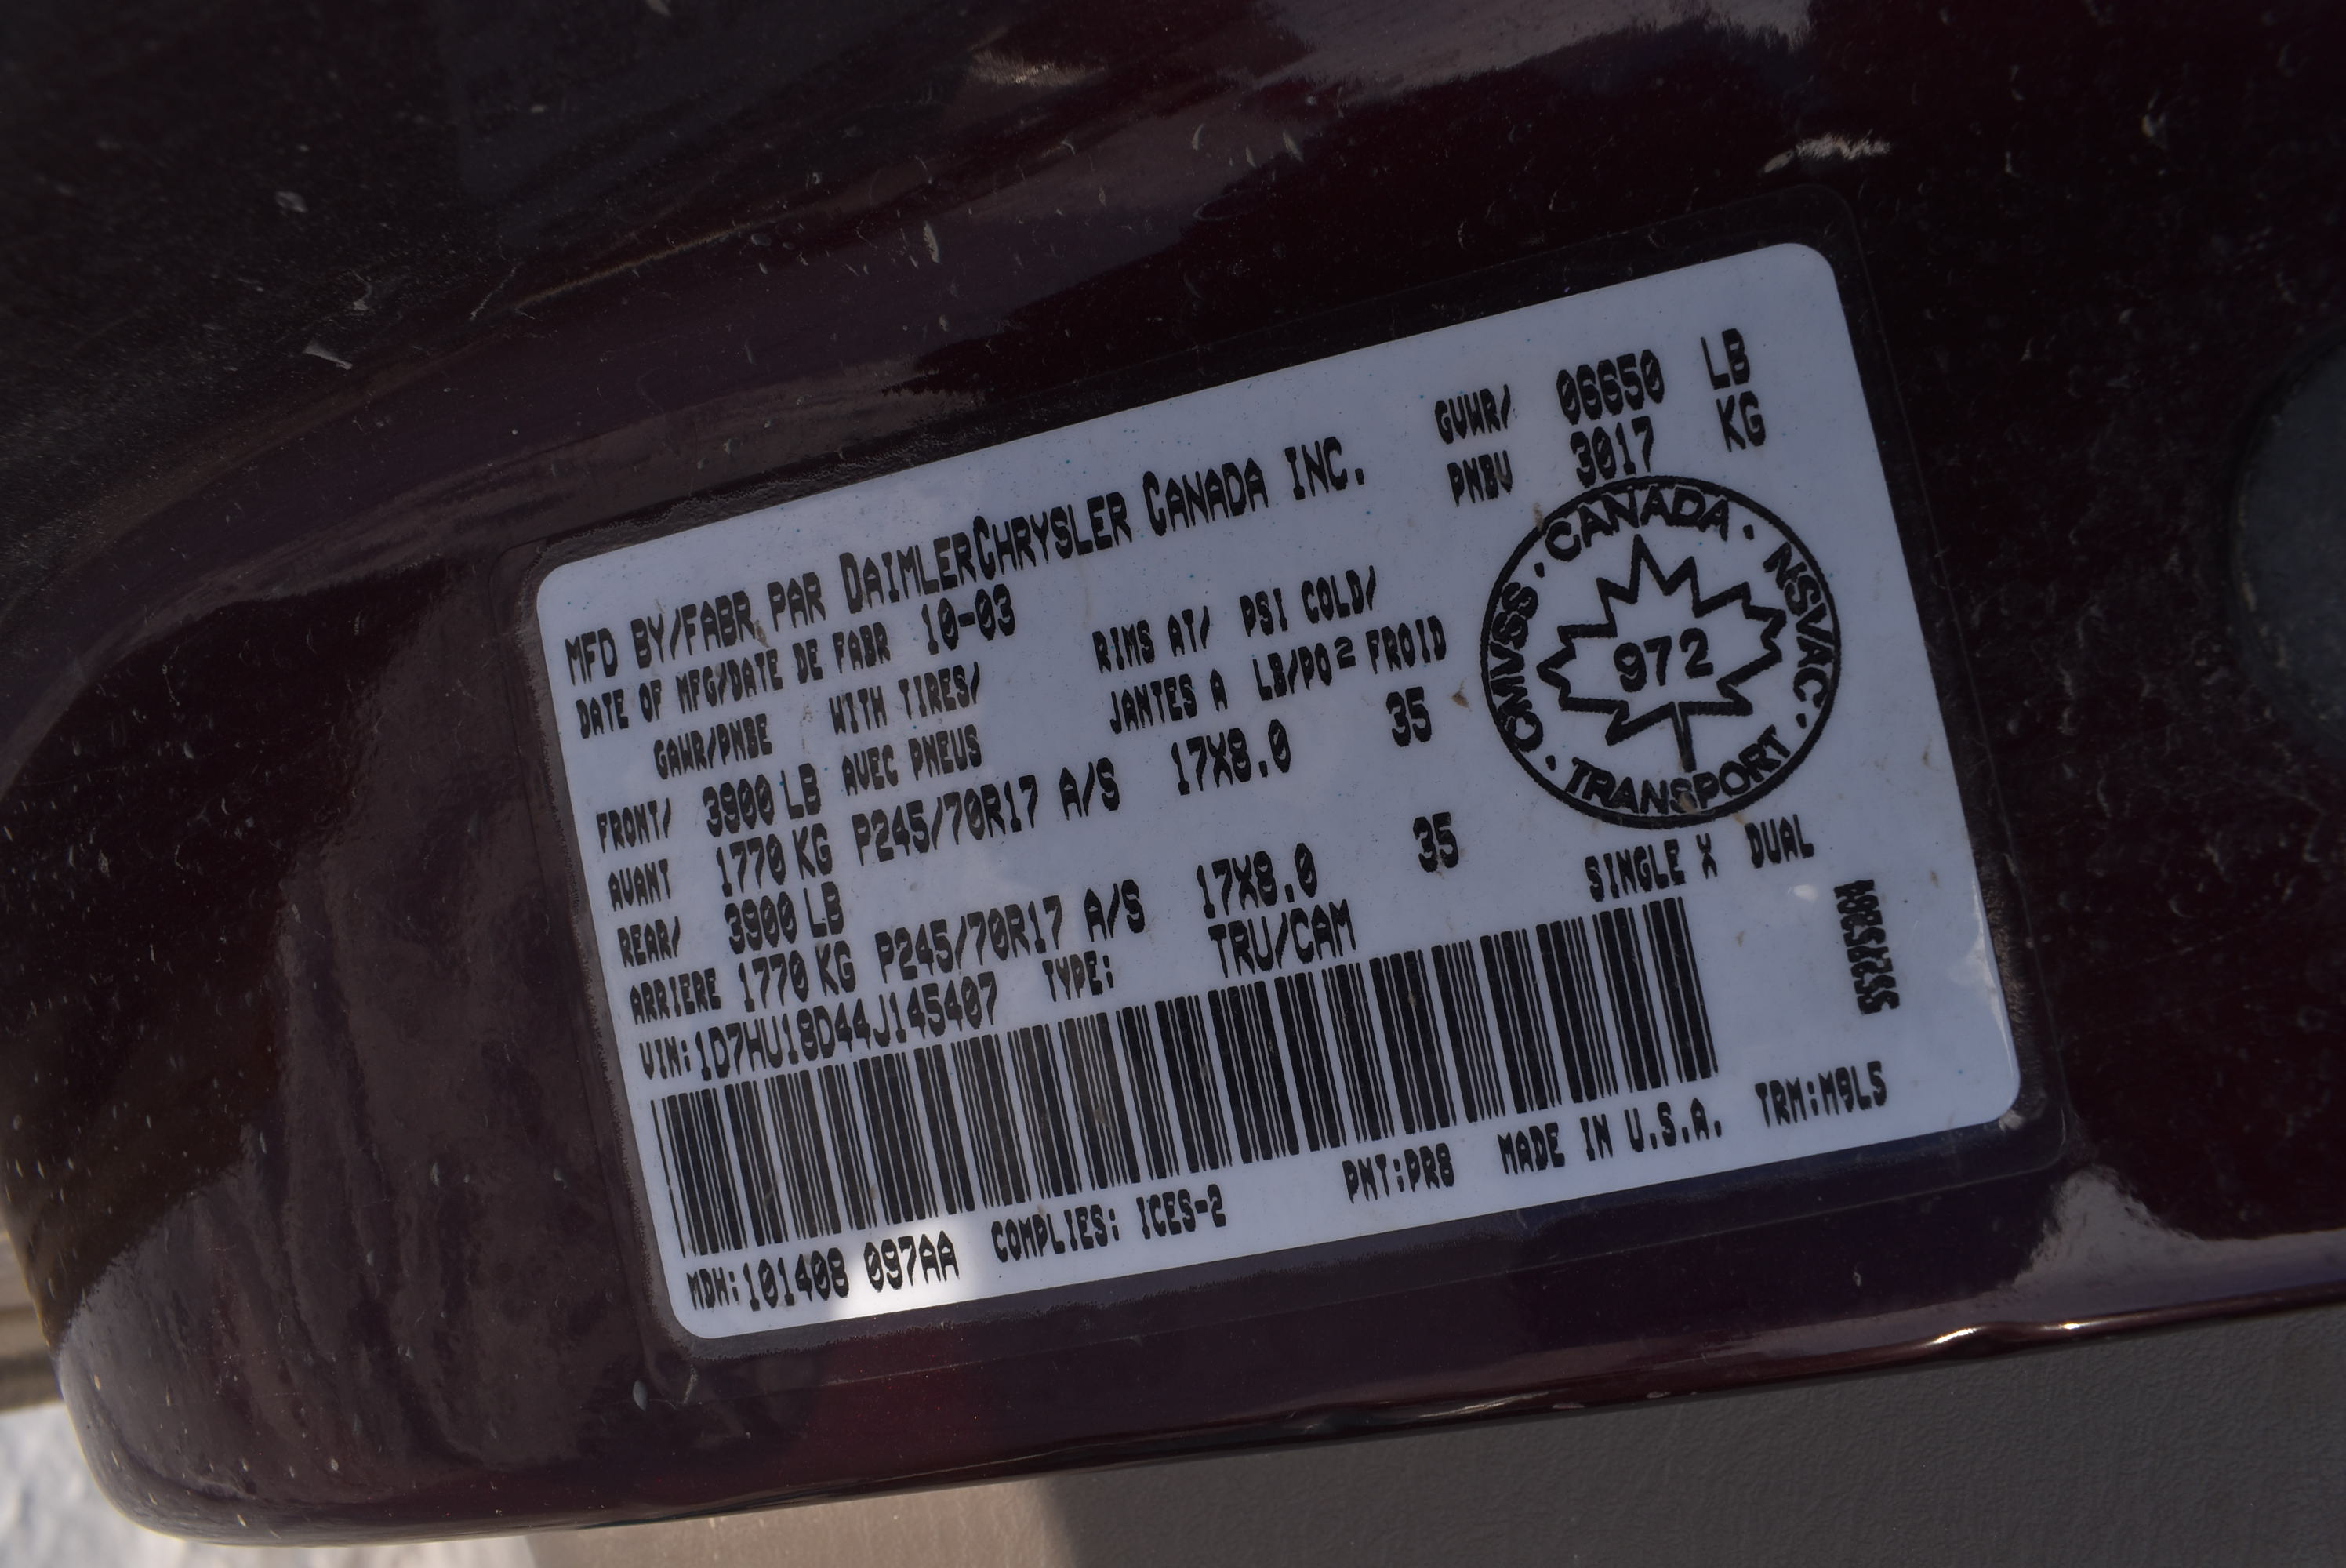 GVWR/ 06650 LB
PNBV 3017 KG
MFD BY/FABR PAR DAIMLERCHRYSLER CANADA INC.
DATE OF MFG/DATE DE FABR 10-03
GAWR/PNBE WITH TIRES/ RIMS AT/ PSI COLD/
AVEC PNEUS JANTES A LB/PO² FROID
FRONT/ 3900 LB P245/70R17 A/S 17X8.0 35
AVANT 1770 KG
REAR/ 3900 LB P245/70R17 A/S 17X8.0 35
ARRIERE 1770 KG
CMVSS · CANADA · NSVAC · TRANSPORT ·
972
VIN:1D7HU18D44J145407 TYPE: TRU/CAM SINGLE X DUAL
MDH:101408 097AA COMPLIES: ICES-2 PNT:PR8 MADE IN U.S.A. TRM:M9L5